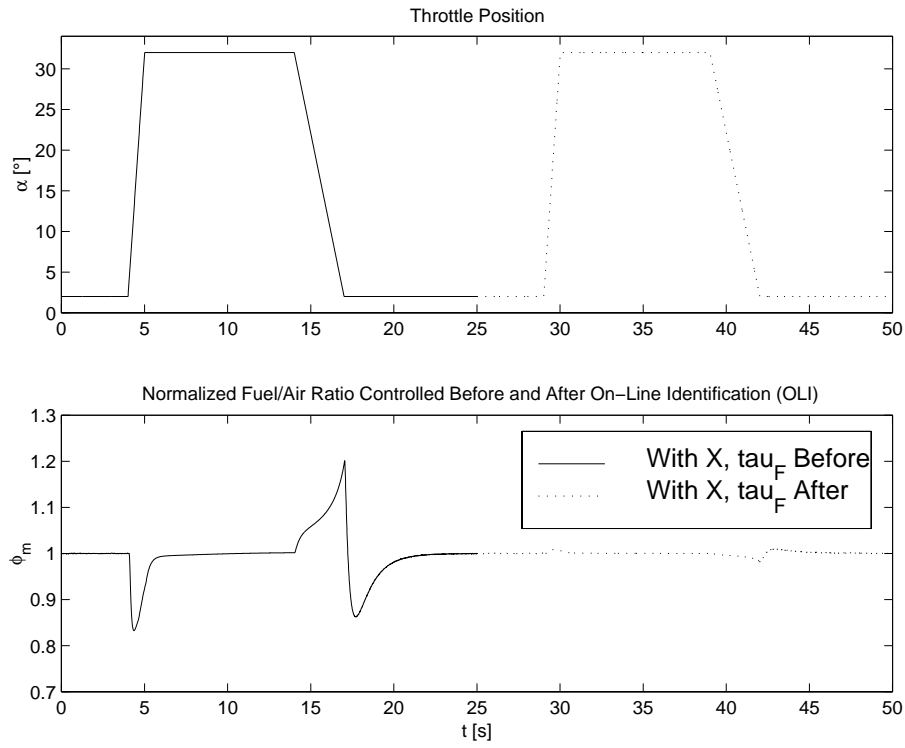 Throttle Position
30
25
20
15
10
5
0
α [°]
0 5 10 15 20 25 30 35 40 45 50
Normalized Fuel/Air Ratio Controlled Before and After On−Line Identification (OLI)
1.3
1.2
1.1
1
0.9
0.8
0.7
ϕm
With X, tau_F Before
With X, tau_F After
0 5 10 15 20 25 30 35 40 45 50
t [s]